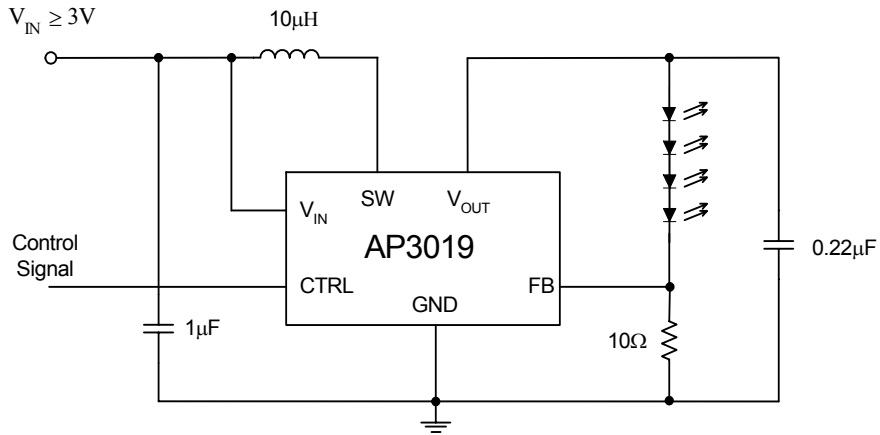 V_IN ≥ 3V
10μH
SW
V_OUT
V_IN
AP3019
Control
Signal
CTRL
FB
GND
0.22μF
1μF
10Ω